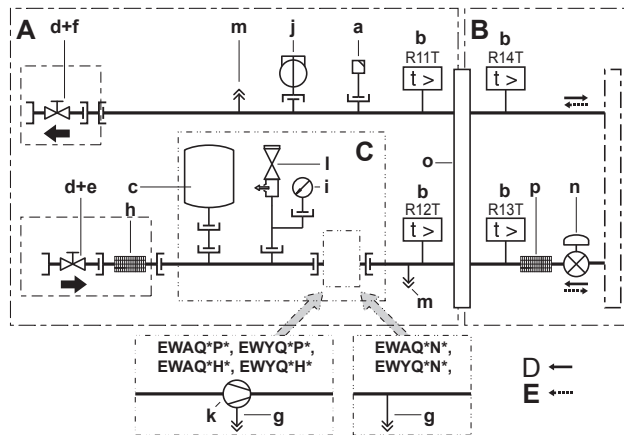 A
d+f
m
j
a
b
R11T
t >
B
b
R14T
t >
d+e
c
h
l
C
i
o
b
R12T
t >
b
R13T
t >
p
n
m
EWAQ*P*, EWYQ*P*,
EWAQ*H*, EWYQ*H*
k
g
EWAQ*N*,
EWYQ*N*,
g
D
E